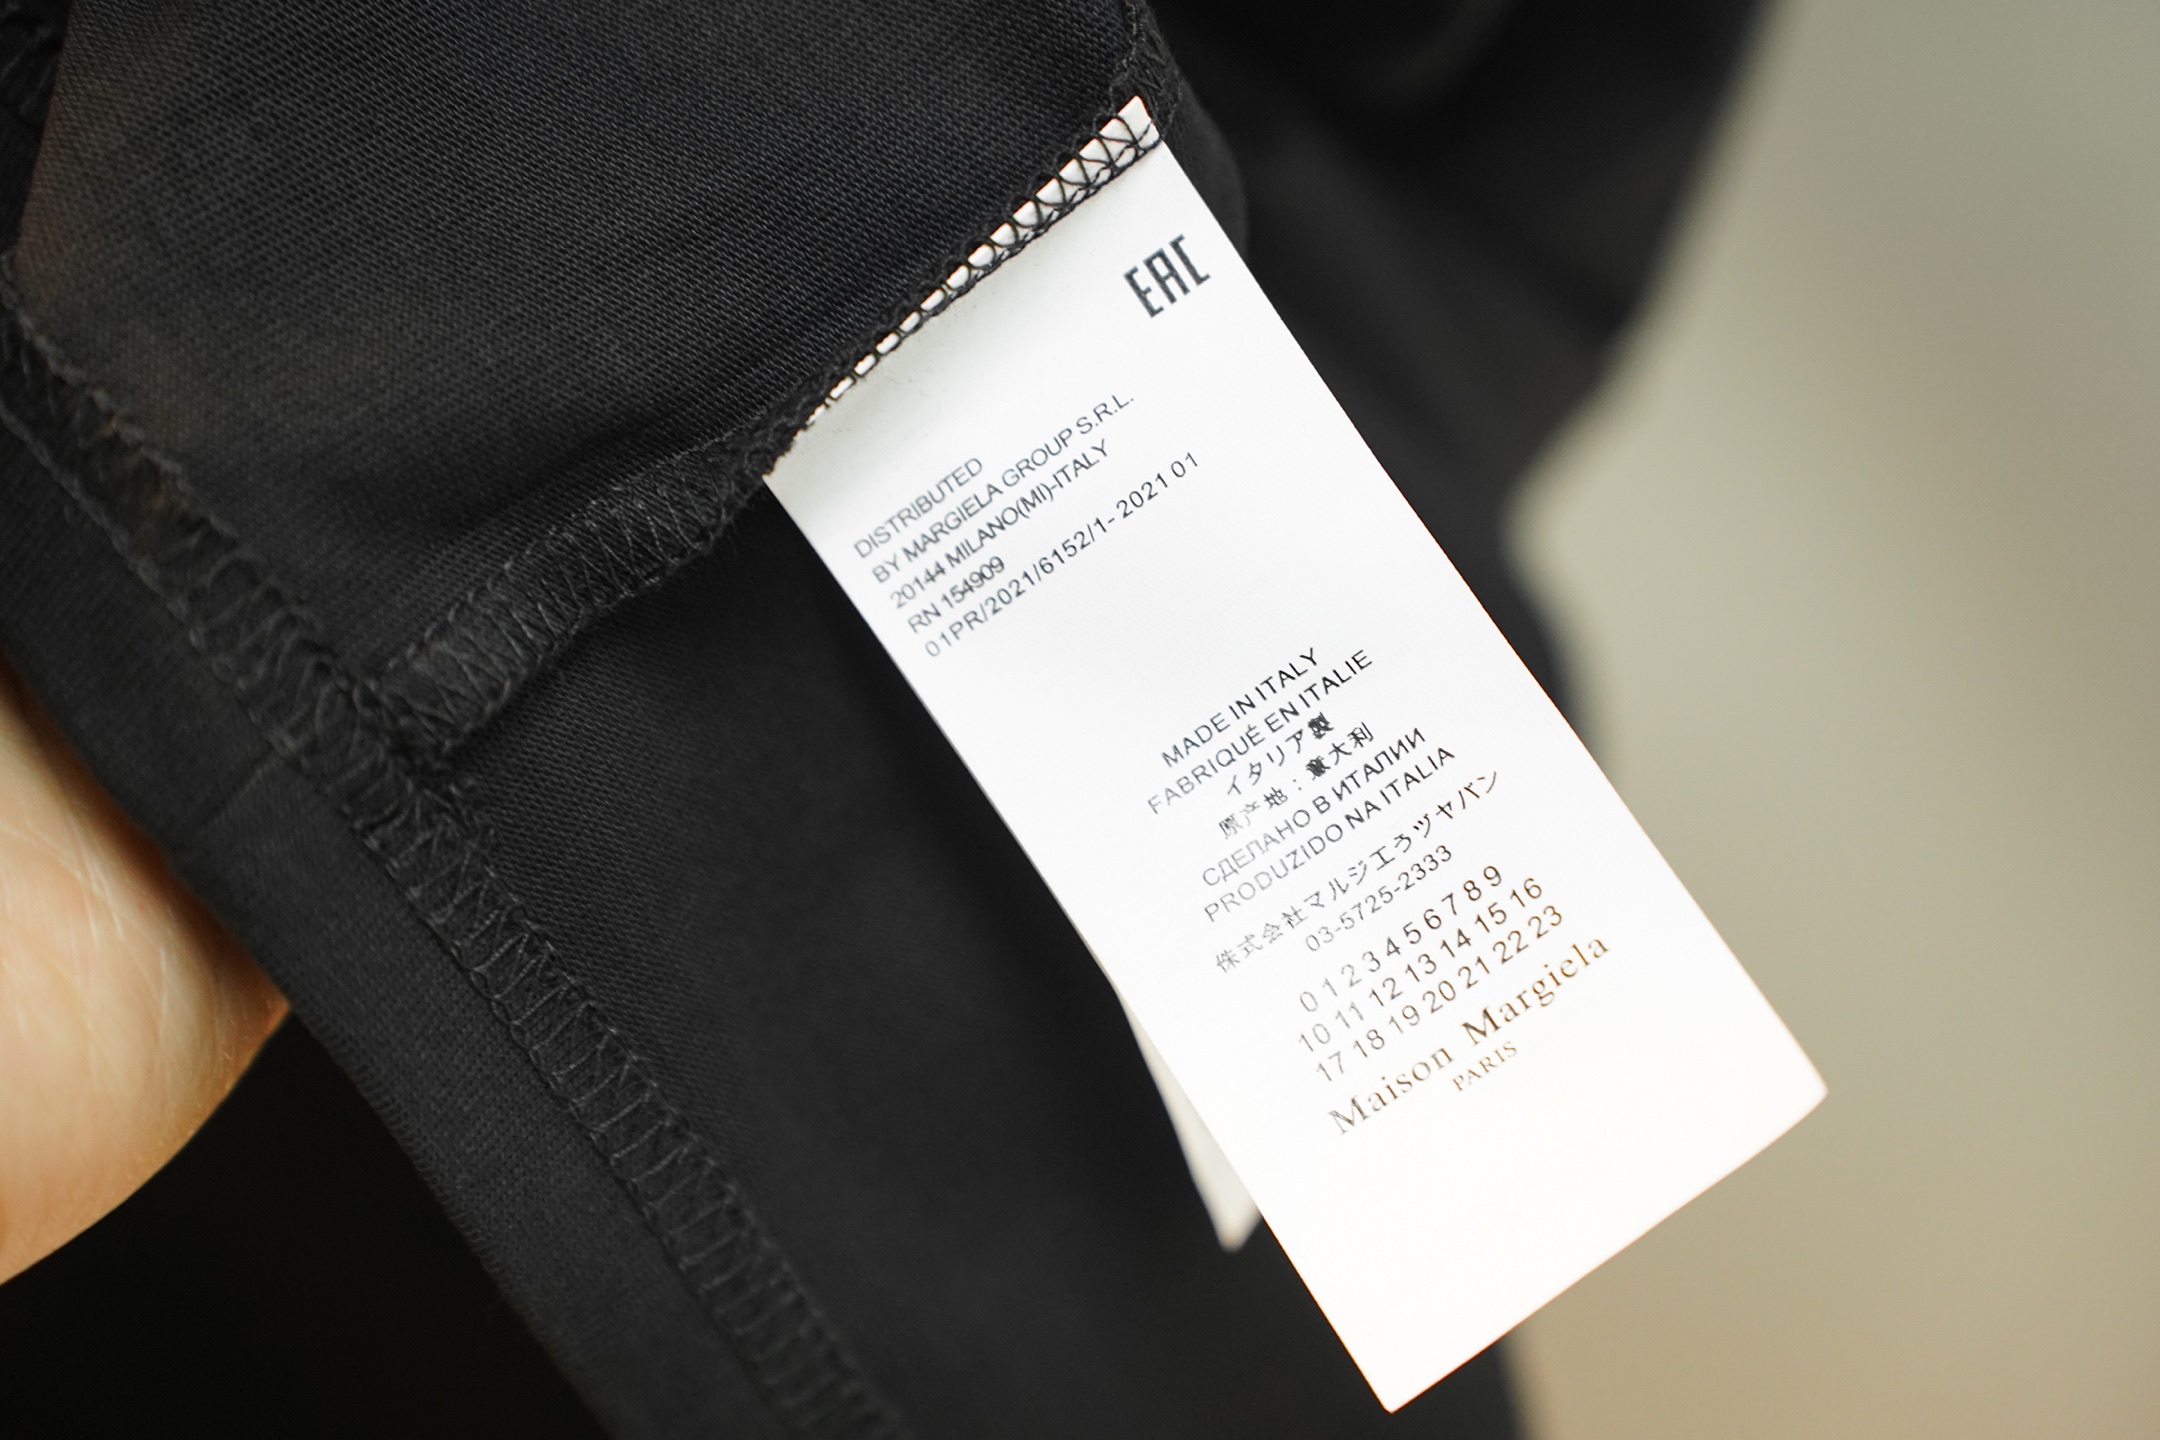 EAC
DISTRIBUTED
BY MARGIELA GROUP S.R.L.
20144 MILANO(MI)-ITALY
RN 154909
01PR/2021/6152/1- 2021 01
MADE IN ITALY
FABRIQUÉ EN ITALIE
イタリア製
原产地：意大利
СДЕЛАНО В ИТАЛИИ
PRODUZIDO NA ITALIA
株式会社マルジエろヅャバン
03-5725-2333
0 1 2 3 4 5 6 7 8 9
10 11 12 13 14 15 16
17 18 19 20 21 22 23
Maison Margiela
PARIS